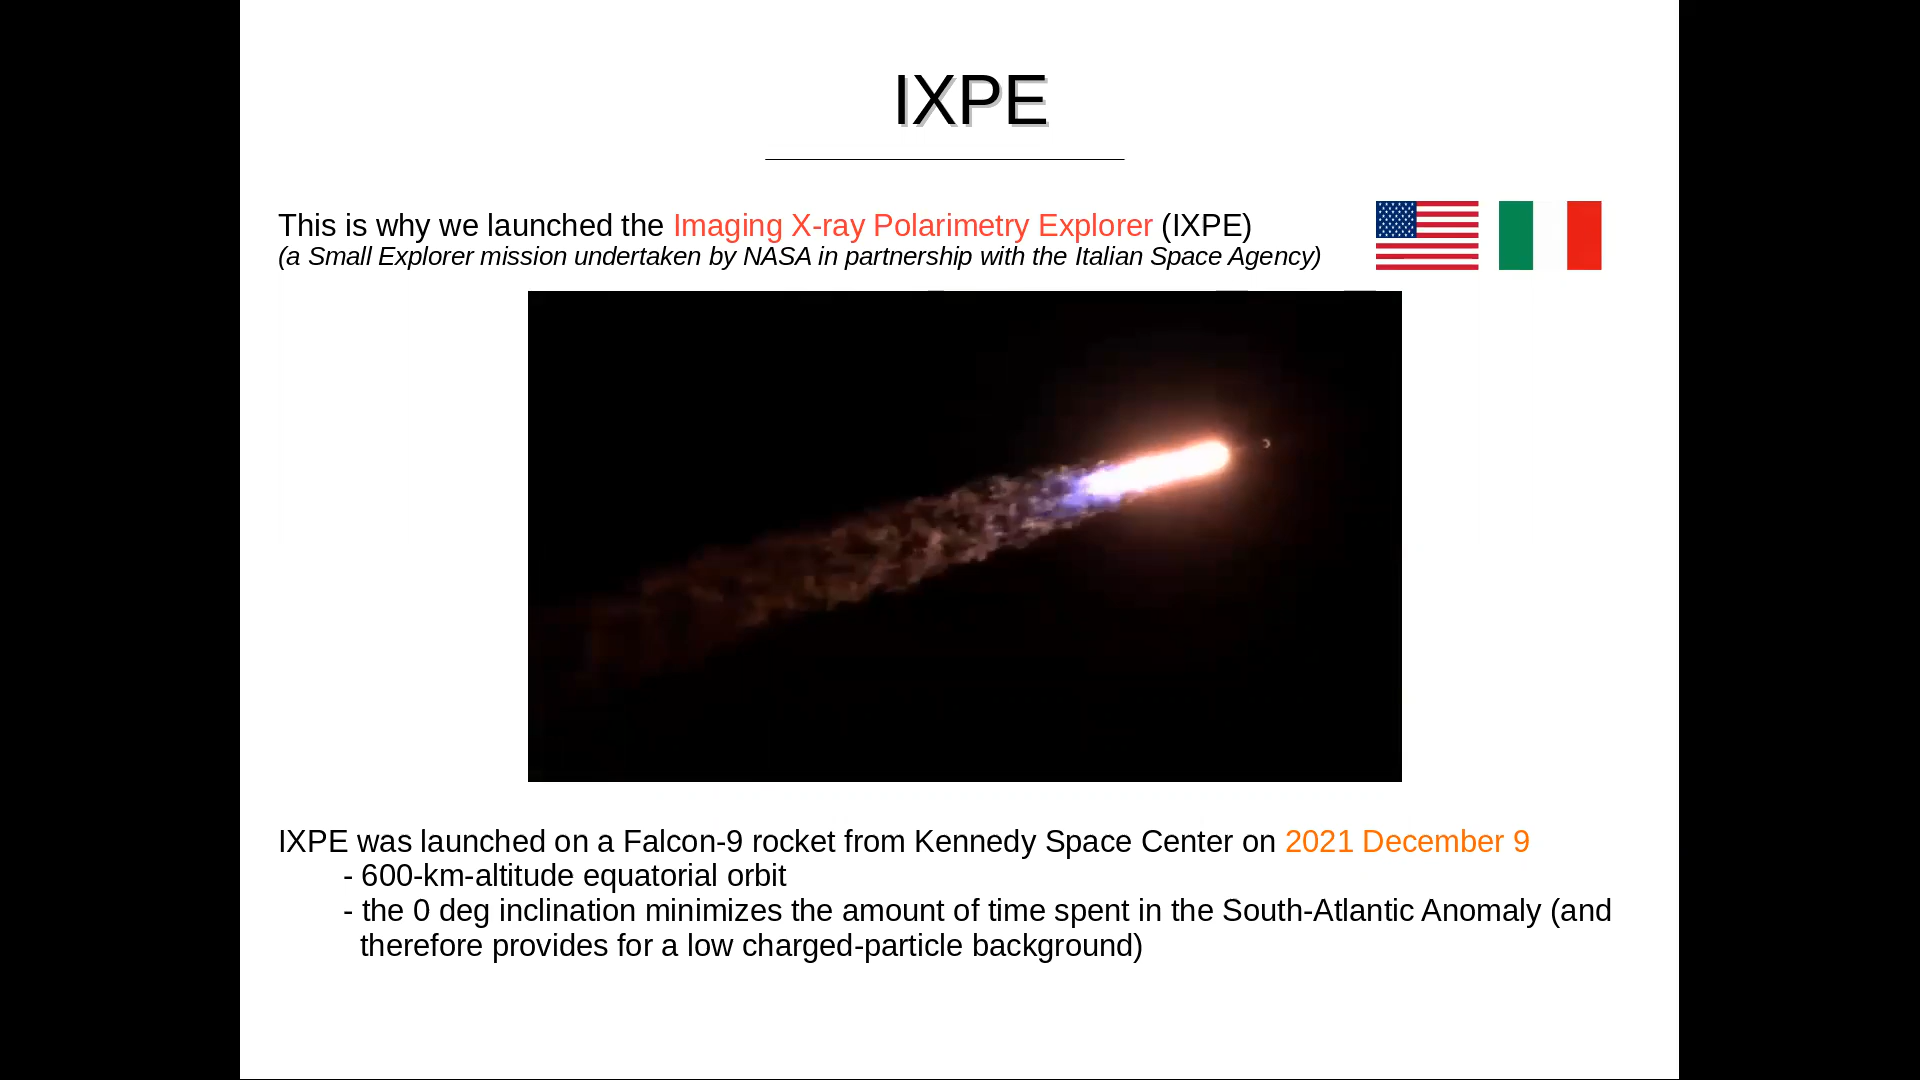 IXPE
This is why we launched the Imaging X-ray Polarimetry Explorer (IXPE)
(a Small Explorer mission undertaken by NASA in partnership with the Italian Space Agency)
IXPE was launched on a Falcon-9 rocket from Kennedy Space Center on 2021 December 9
- 600-km-altitude equatorial orbit
- the 0 deg inclination minimizes the amount of time spent in the South-Atlantic Anomaly (and
therefore provides for a low charged-particle background)